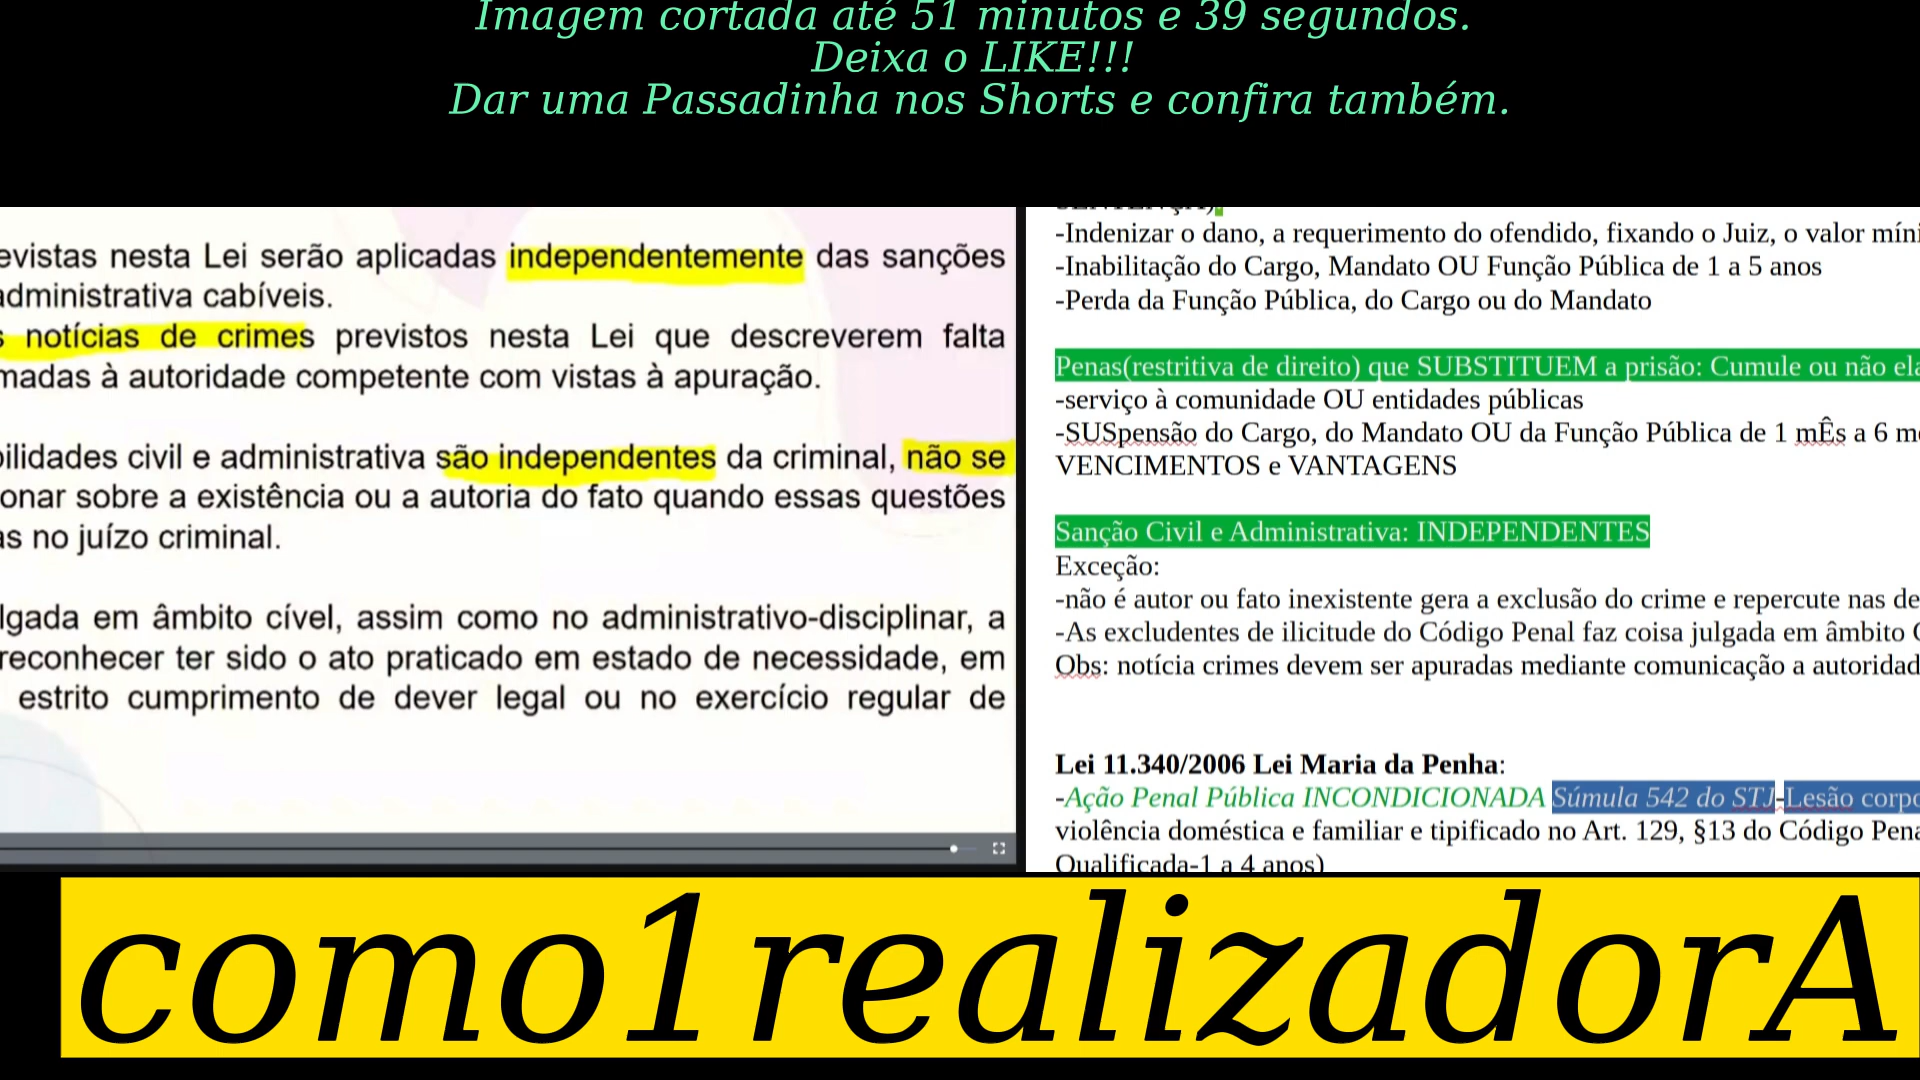 Imagem cortada até 51 minutos e 39 segundos.
Deixa o LIKE!!!
Dar uma Passadinha nos Shorts e confira também.
evistas nesta Lei serão aplicadas independentemente das sanções
administrativa cabíveis.
s notícias de crimes previstos nesta Lei que descreverem falta
madas à autoridade competente com vistas à apuração.
bilidades civil e administrativa são independentes da criminal, não se
onar sobre a existência ou a autoria do fato quando essas questões
as no juízo criminal.
lgada em âmbito cível, assim como no administrativo-disciplinar, a
reconhecer ter sido o ato praticado em estado de necessidade, em
estrito cumprimento de dever legal ou no exercício regular de
-Indenizar o dano, a requerimento do ofendido, fixando o Juiz, o valor míni
-Inabilitação do Cargo, Mandato OU Função Pública de 1 a 5 anos
-Perda da Função Pública, do Cargo ou do Mandato
Penas(restritiva de direito) que SUBSTITUEM a prisão: Cumule ou não ela
-serviço à comunidade OU entidades públicas
-SUSpensão do Cargo, do Mandato OU da Função Pública de 1 mÊs a 6 me
VENCIMENTOS e VANTAGENS
Sanção Civil e Administrativa: INDEPENDENTES
Exceção:
-não é autor ou fato inexistente gera a exclusão do crime e repercute nas de
-As excludentes de ilicitude do Código Penal faz coisa julgada em âmbito C
Obs: notícia crimes devem ser apuradas mediante comunicação a autoridad
Lei 11.340/2006 Lei Maria da Penha:
-Ação Penal Pública INCONDICIONADA Súmula 542 do STJ-Lesão corpo
violência doméstica e familiar e tipificado no Art. 129, §13 do Código Pena
Qualificada-1 a 4 anos)
como1realizadorA